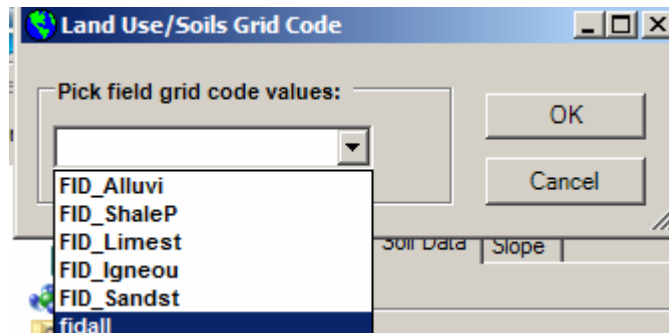 Land Use/Soils Grid Code
Pick field grid code values:
OK
Cancel
FID_Alluvi
FID_ShaleP
FID_Limest
FID_Igneou
FID_Sandst
fidall
Soil Data
Slope